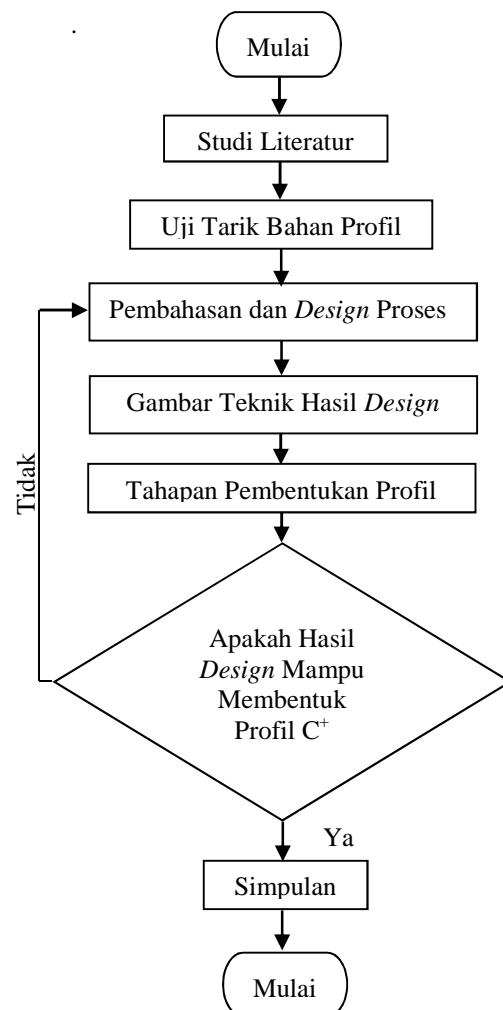 Mulai
Studi Literatur
Uji Tarik Bahan Profil
Pembahasan dan Design Proses
Gambar Teknik Hasil Design
Tahapan Pembentukan Profil
Tidak
Apakah Hasil
Design Mampu
Membentuk
Profil C⁺
Ya
Simpulan
Mulai